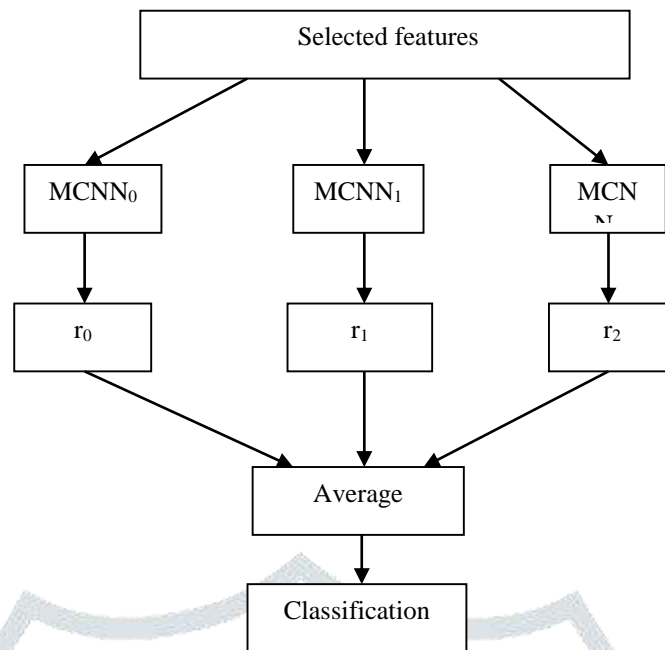 Selected features
MCNN₀
MCNN₁
MCN
r₀
r₁
r₂
Average
Classification